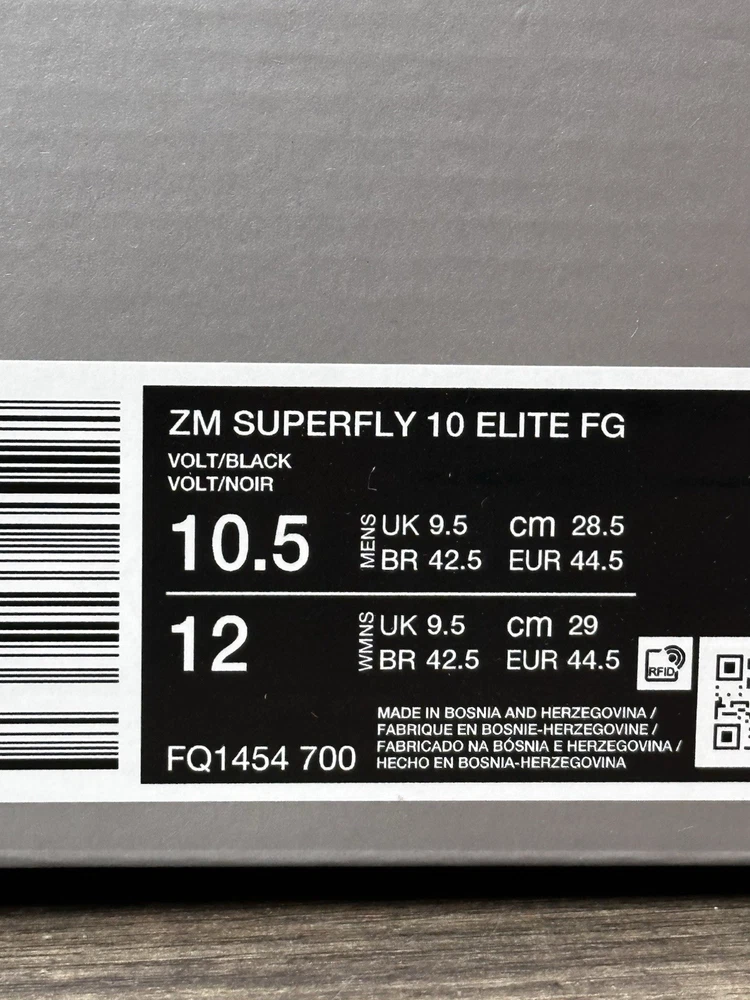 ZM SUPERFLY 10 ELITE FG
VOLT/BLACK
VOLT/NOIR
10.5 MENS UK 9.5 cm 28.5
BR 42.5 EUR 44.5
12 WMNS UK 9.5 cm 29
BR 42.5 EUR 44.5
RFID
MADE IN BOSNIA AND HERZEGOVINA /
FABRIQUE EN BOSNIE-HERZEGOVINE /
FABRICADO NA BÓSNIA E HERZEGOVINA /
HECHO EN BOSNIA-HERZEGOVINA
FQ1454 700